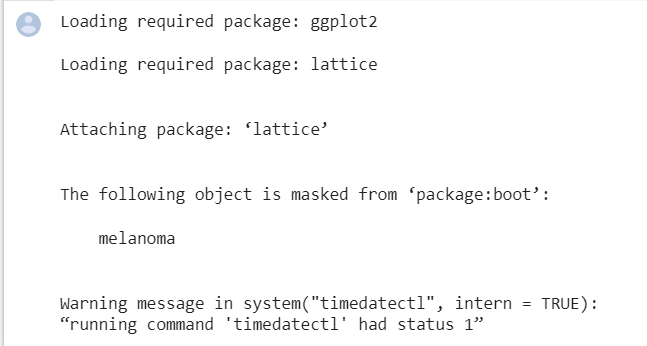 Loading required package: ggplot2
Loading required package: lattice
Attaching package: ‘lattice’
The following object is masked from ‘package:boot’:
melanoma
Warning message in system("timedatectl", intern = TRUE):
“running command 'timedatectl' had status 1”